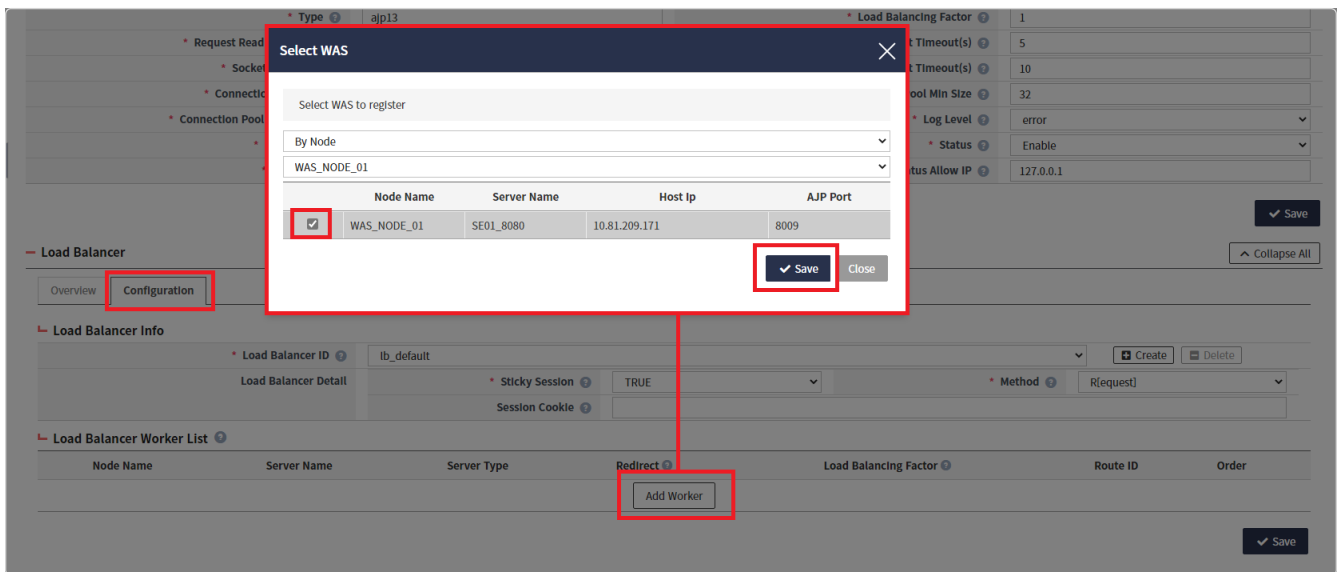 * Type ajp13 * Load Balancing Factor 1
* Request Read t Timeout(s) 5
* Socket t Timeout(s) 10
* Connectio ool Min Size 32
* Connection Pool * Log Level error
* * Status Enable
* tus Allow IP 127.0.0.1
Save
Select WAS
Select WAS to register
By Node
WAS_NODE_01
Node Name Server Name Host Ip AJP Port
WAS_NODE_01 SE01_8080 10.81.209.171 8009
Save Close
Load Balancer Collapse All
Overview Configuration
Load Balancer Info
* Load Balancer ID lb_default Create Delete
Load Balancer Detail * Sticky Session TRUE * Method R[equest]
Session Cookie
Load Balancer Worker List
Node Name Server Name Server Type Redirect Load Balancing Factor Route ID Order
Add Worker
Save